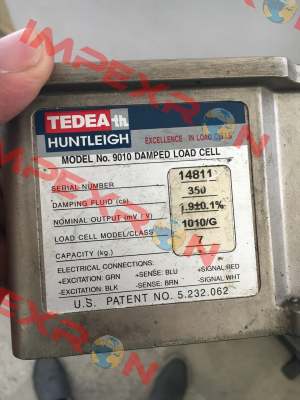 IMPEXRON
TEDEA-th
HUNTLEIGH
EXCELLENCE IN LOAD CELLS
MODEL No. 9010 DAMPED LOAD CELL
SERIAL NUMBER 14811
DAMPING FLUID (cs) 350
NOMINAL OUTPUT (mV / V) 1.9±0.1%
LOAD CELL MODEL/CLASS 1010/G
CAPACITY (kg.) 7
ELECTRICAL CONNECTIONS:
+EXCITATION: GRN +SENSE: BLU +SIGNAL:RED
-EXCITATION: BLK -SENSE: BRN -SIGNAL:WHT
U.S. PATENT NO. 5.232.062